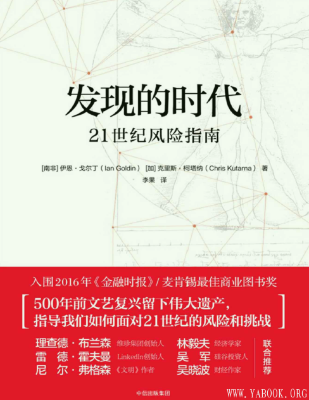 发现的时代
21世纪风险指南
[南非] 伊恩·戈尔丁（Ian Goldin） [加] 克里斯·柯塔纳（Chris Kutarna） 著
李果 译
入围2016年《金融时报》/麦肯锡最佳商业图书奖
500年前文艺复兴留下伟大遗产，
指导我们如何面对21世纪的风险和挑战
理查德·布兰森 维珍集团创始人 林毅夫 经济学家
雷德·霍夫曼 LinkedIn创始人 吴军 硅谷投资人
尼尔·弗格森 《文明》作者 吴晓波 财经作家
联合推荐
中信出版集团
WWW.YABOOK.ORG